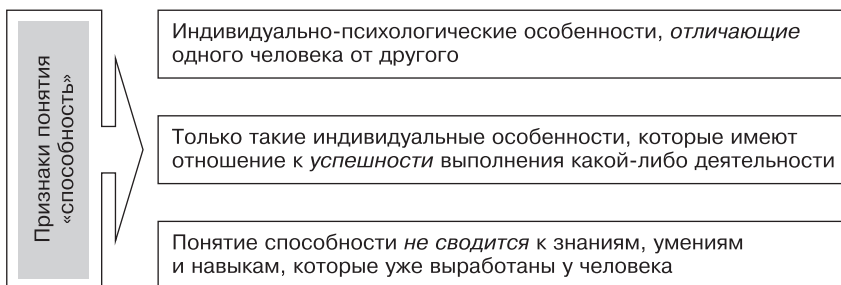 Признаки понятия
«способность»
Индивидуально-психологические особенности, отличающие
одного человека от другого
Только такие индивидуальные особенности, которые имеют
отношение к успешности выполнения какой-либо деятельности
Понятие способности не сводится к знаниям, умениям
и навыкам, которые уже выработаны у человека